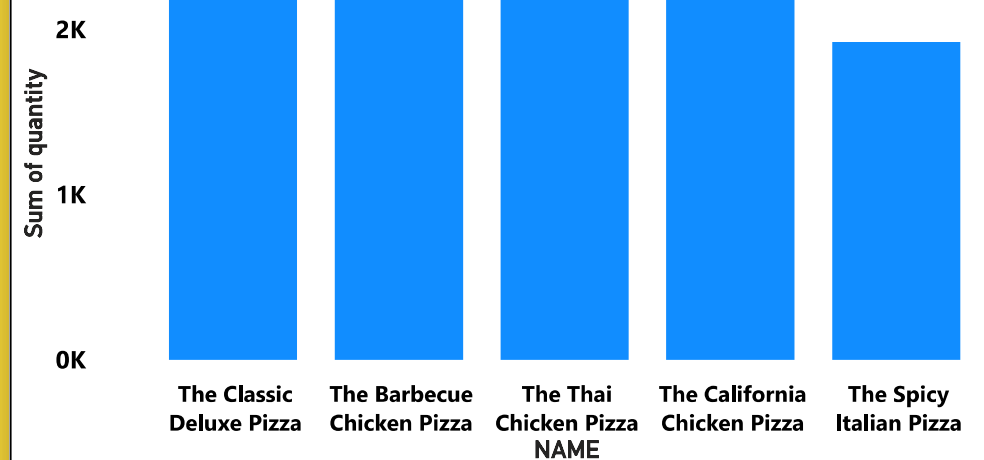 2K
1K
0K
Sum of quantity
The Classic
Deluxe Pizza
The Barbecue
Chicken Pizza
The Thai
Chicken Pizza
The California
Chicken Pizza
The Spicy
Italian Pizza
NAME